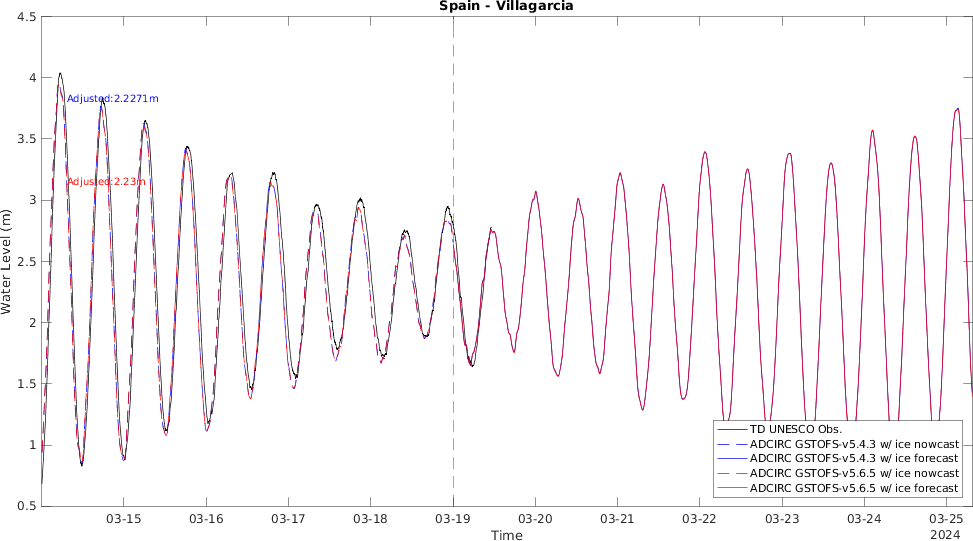 Spain - Villagarcia
4.5
4
3.5
3
2.5
2
1.5
1
0.5
Water Level (m)
Adjusted:2.2271m
Adjusted:2.23m
TD UNESCO Obs.
ADCIRC GSTOFS-v5.4.3 w/ ice nowcast
ADCIRC GSTOFS-v5.4.3 w/ ice forecast
ADCIRC GSTOFS-v5.6.5 w/ ice nowcast
ADCIRC GSTOFS-v5.6.5 w/ ice forecast
03-15 03-16 03-17 03-18 03-19 03-20 03-21 03-22 03-23 03-24 03-25
2024
Time